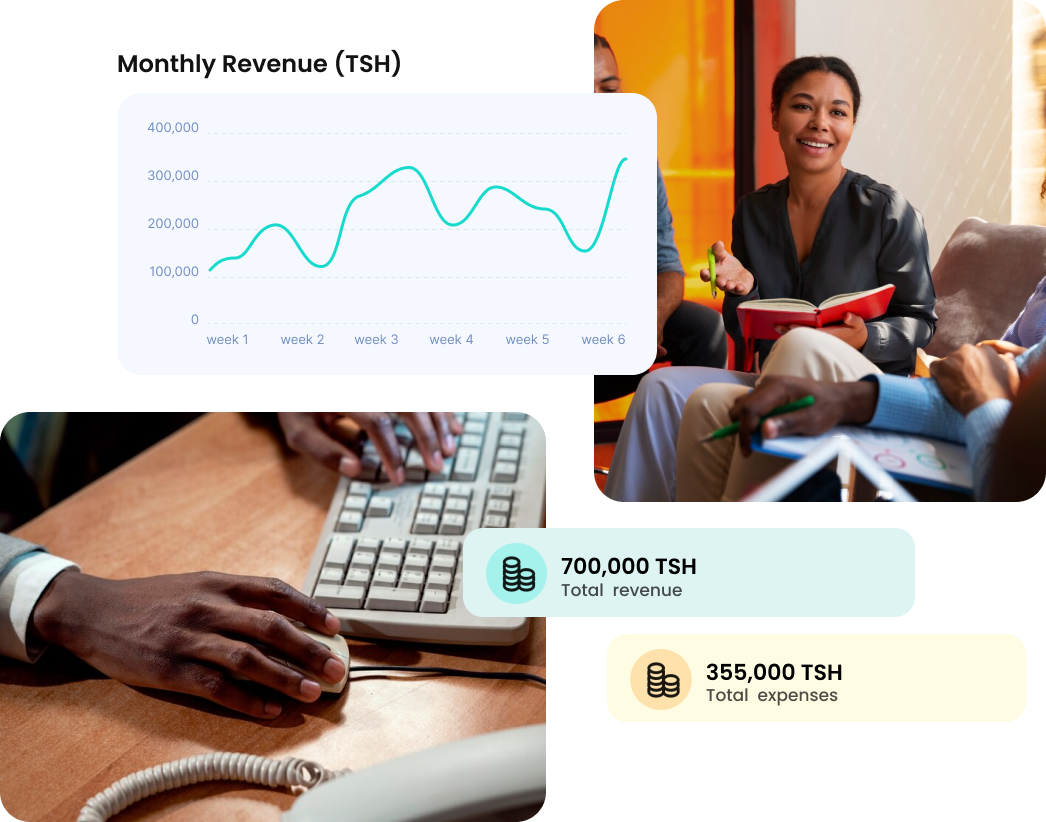 Monthly Revenue (TSH)
400,000
300,000
200,000
100,000
0
week 1 week 2 week 3 week 4 week 5 week 6
700,000 TSH
Total revenue
355,000 TSH
Total expenses